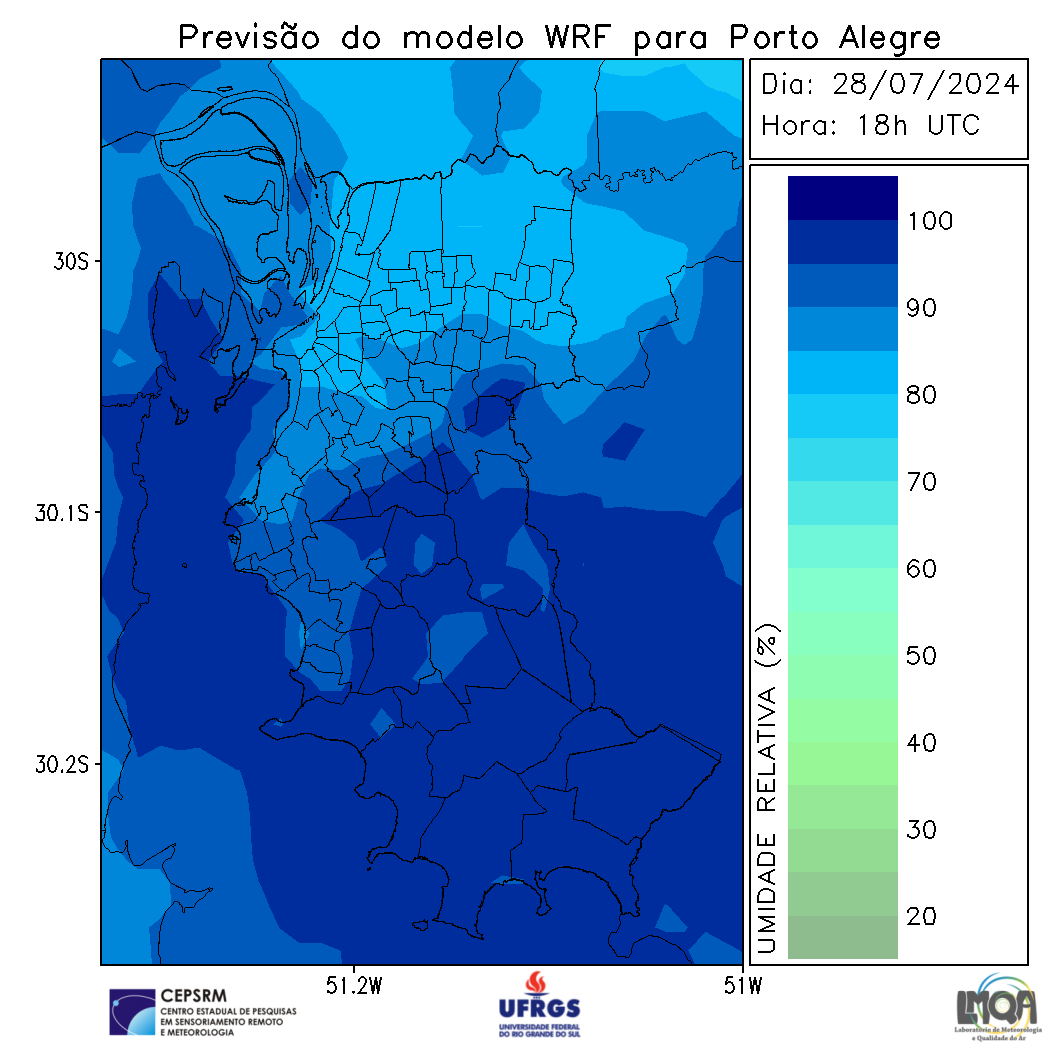 Previsão do modelo WRF para Porto Alegre
Dia: 28/07/2024
Hora: 18h UTC
30S
30.1S
30.2S
51.2W
51W
UMIDADE RELATIVA (%)
100
90
80
70
60
50
40
30
20
CEPSRM
CENTRO ESTADUAL DE PESQUISAS
EM SENSORIAMENTO REMOTO
E METEOROLOGIA
UFRGS
UNIVERSIDADE FEDERAL
DO RIO GRANDE DO SUL
LMQA
Laboratório de Meteorologia
e Qualidade do Ar